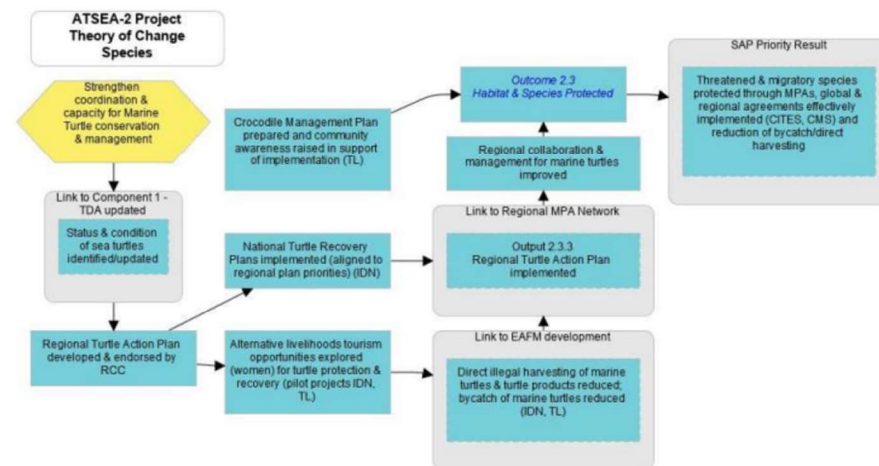 ATSEA-2 Project
Theory of Change
Species
Strengthen
coordination &
capacity for Marine
Turtle conservation
& management
Link to Component 1 -
TDA updated
Status & condition
of sea turtles
identified/updated
Regional Turtle Action Plan
developed & endorsed by
RCC
Crocodile Management Plan
prepared and community
awareness raised in support
of implementation (TL)
National Turtle Recovery
Plans implemented (aligned to
regional plan priorities) (IDN)
Alternative livelihoods tourism
opportunities explored
(women) for turtle protection &
recovery (pilot projects IDN,
TL)
Outcome 2.3
Habitat & Species Protected
Regional collaboration &
management for marine turtles
improved
Link to Regional MPA Network
Output 2.3.3
Regional Turtle Action Plan
implemented
Link to EAFM development
Direct illegal harvesting of marine
turtles & turtle products reduced;
bycatch of marine turtles reduced
(IDN, TL)
SAP Priority Result
Threatened & migratory species
protected through MPAs, global &
regional agreements effectively
implemented (CITES, CMS) and
reduction of bycatch/direct
harvesting